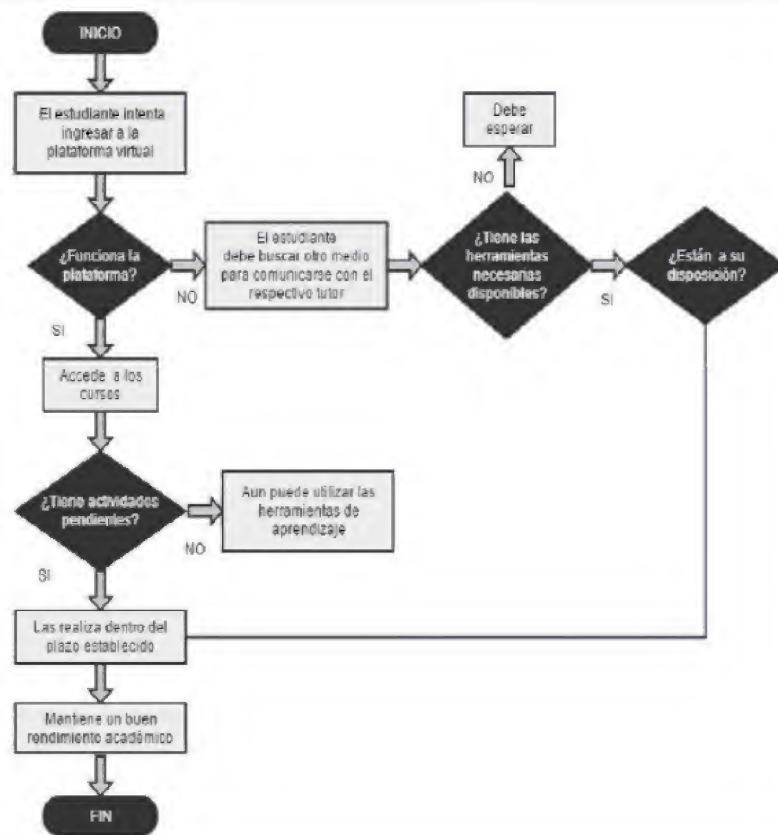 INICIO
El estudiante intenta
ingresar a la
plataforma virtual
¿Funciona la
plataforma?
NO
El estudiante
debe buscar otro medio
para comunicarse con el
respectivo tutor
¿Tiene las
herramientas
necesarias
disponibles?
NO
Debe
esperar
SI
¿Están a su
disposición?
SI
Accede a los
cursos
¿Tiene actividades
pendientes?
NO
Aun puede utilizar las
herramientas de
aprendizaje
SI
Las realiza dentro del
plazo establecido
Mantiene un buen
rendimiento académico
FIN